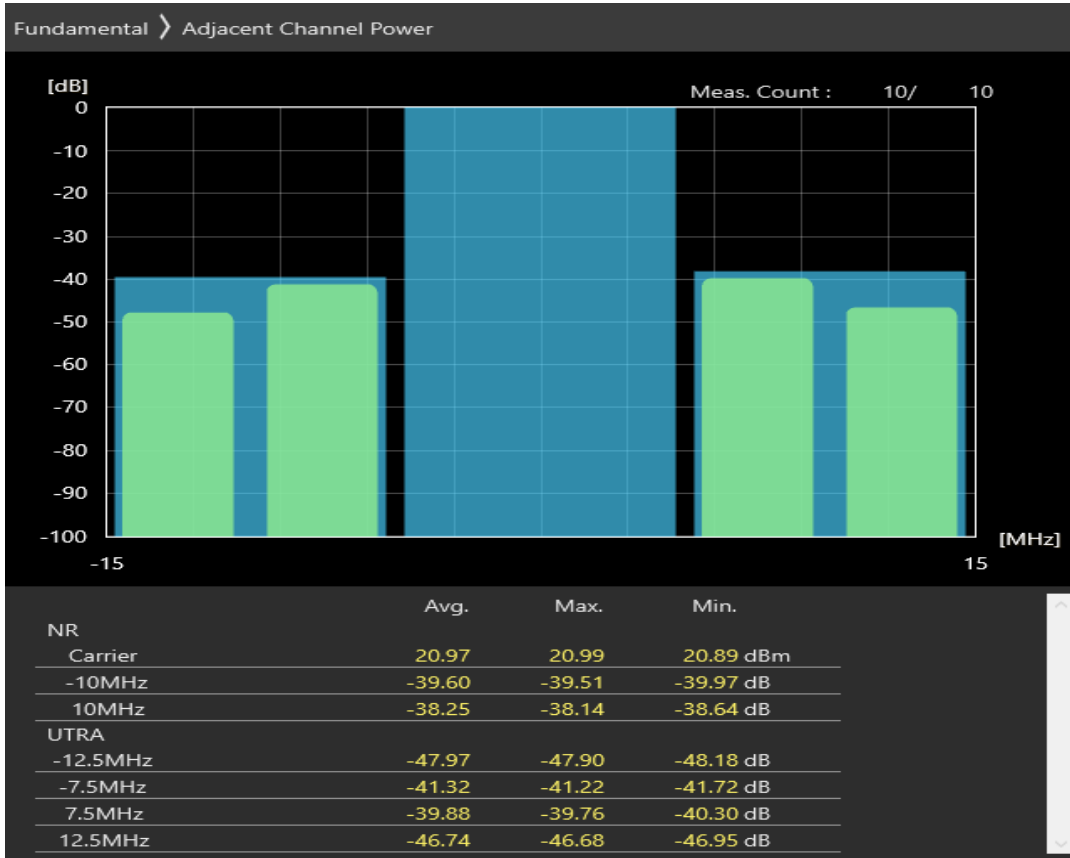 Fundamental 〉 Adjacent Channel Power
[dB]
Meas. Count : 10/ 10
0
-10
-20
-30
-40
-50
-60
-70
-80
-90
-100
[MHz]
-15 15
Avg. Max. Min.
NR
Carrier 20.97 20.99 20.89 dBm
-10MHz -39.60 -39.51 -39.97 dB
10MHz -38.25 -38.14 -38.64 dB
UTRA
-12.5MHz -47.97 -47.90 -48.18 dB
-7.5MHz -41.32 -41.22 -41.72 dB
7.5MHz -39.88 -39.76 -40.30 dB
12.5MHz -46.74 -46.68 -46.95 dB